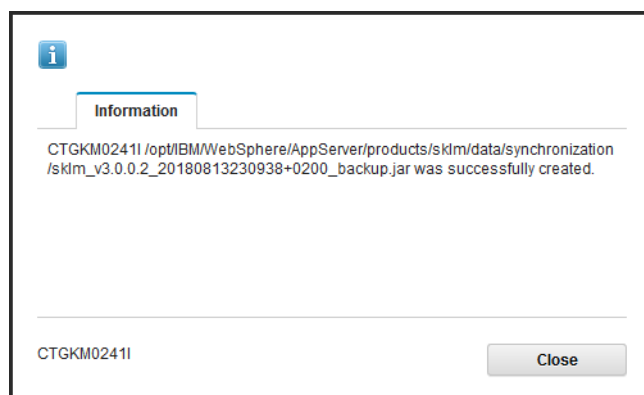 Information
CTGKM0241I /opt/IBM/WebSphere/AppServer/products/sklm/data/synchronization
/sklm_v3.0.0.2_20180813230938+0200_backup.jar was successfully created.
CTGKM0241I
Close